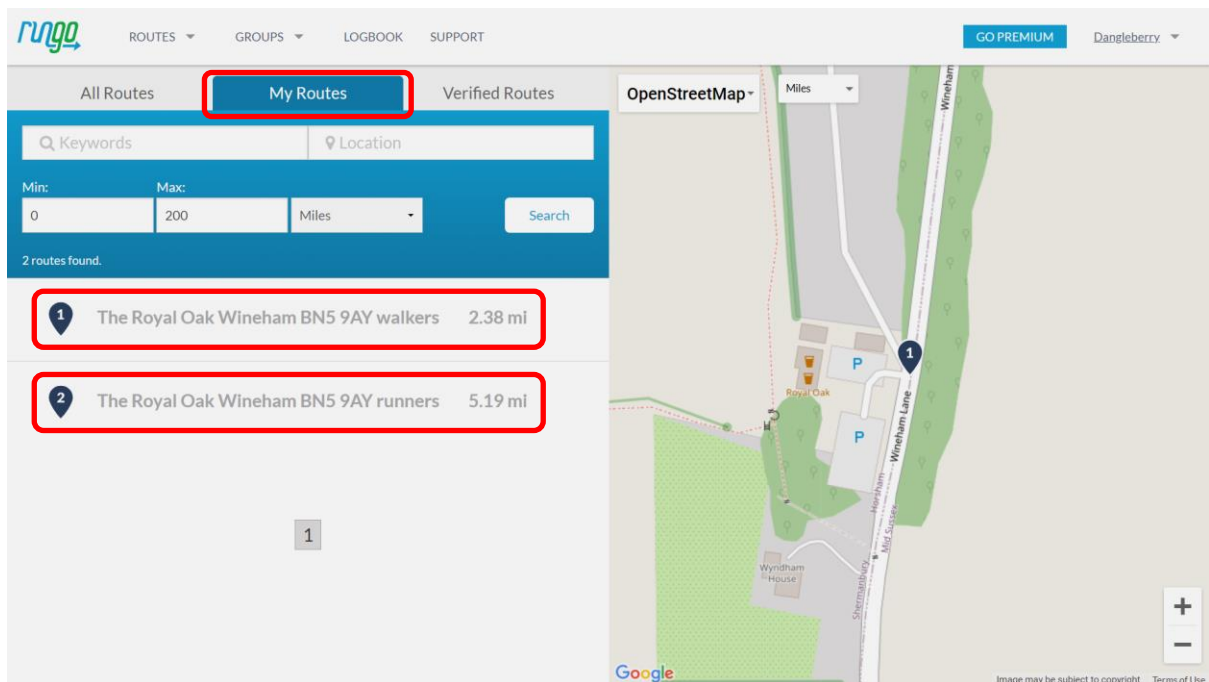 rungo
ROUTES GROUPS LOGBOOK SUPPORT GO PREMIUM Dangleberry
All Routes My Routes Verified Routes
Keywords Location
Min: Max:
0 200 Miles Search
2 routes found.
1 The Royal Oak Wineham BN5 9AY walkers 2.38 mi
2 The Royal Oak Wineham BN5 9AY runners 5.19 mi
1
OpenStreetMap Miles
Wineham
P 1
Royal Oak
P
Wineham Lane
Horsham
Mid Sussex
Wyndham
House
Shermanbury
+
−
Google
Image may be subject to copyright Terms of Use